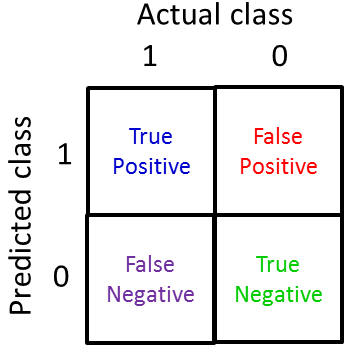 Actual class
1 0
Predicted class
1
True Positive
False Positive
0
False Negative
True Negative